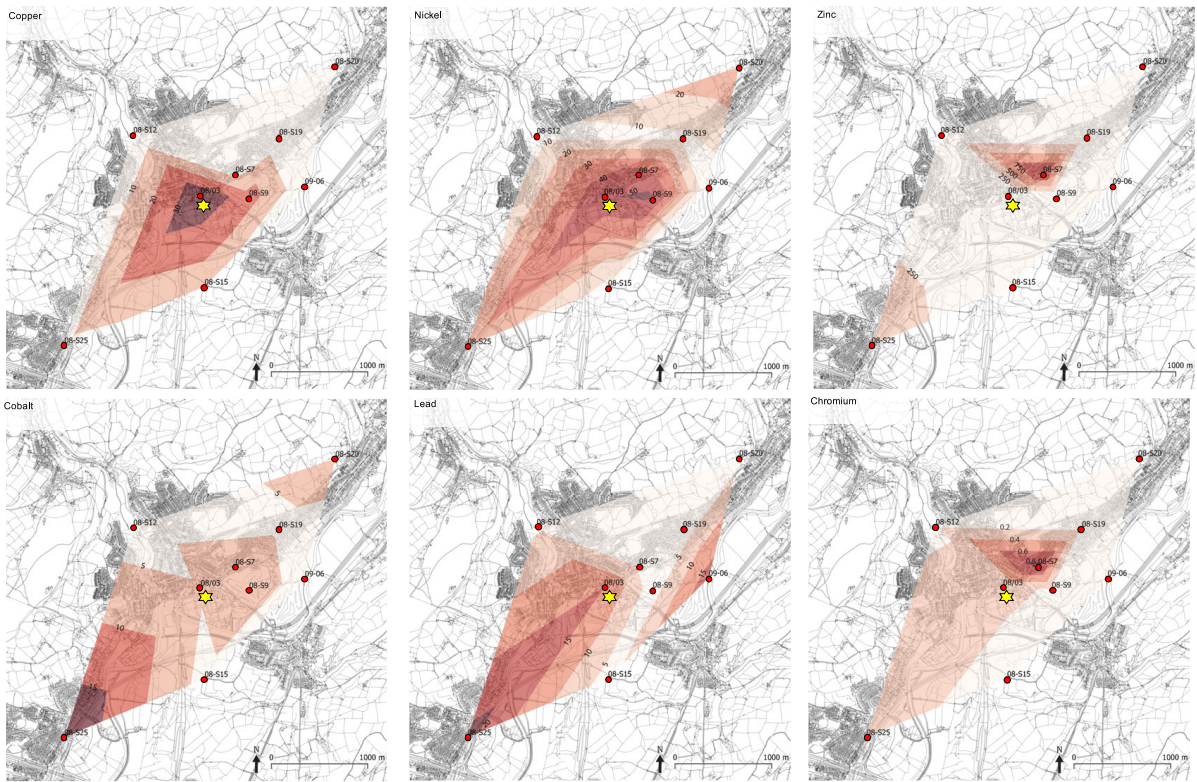 Copper
08-S20
08-S12
08-S19
08-S7
10
09-06
20
08/03
08-S9
30
08-S15
08-S25
N
0
1000 m
Nickel
08-S20
20
10
08-S12
08-S19
10
20
30
08-S7
40
09-06
08/03
50
08-S9
08-S15
08-S25
N
0
1000 m
Zinc
08-S20
08-S12
08-S19
750
08-S7
500
250
09-06
08/03
08-S9
250
08-S15
08-S25
N
0
1000 m
Cobalt
08-S20
5
08-S12
08-S19
5
08-S7
09-06
08/03
08-S9
10
08-S15
15
08-S25
N
0
1000 m
Lead
08-S20
08-S12
08-S19
5
08-S7
10
15
09-06
08/03
08-S9
15
10
5
08-S15
20
08-S25
N
0
1000 m
Chromium
08-S20
08-S12
0.2
08-S19
0.4
0.6
0.8
08-S7
09-06
08/03
08-S9
08-S15
08-S25
N
0
1000 m